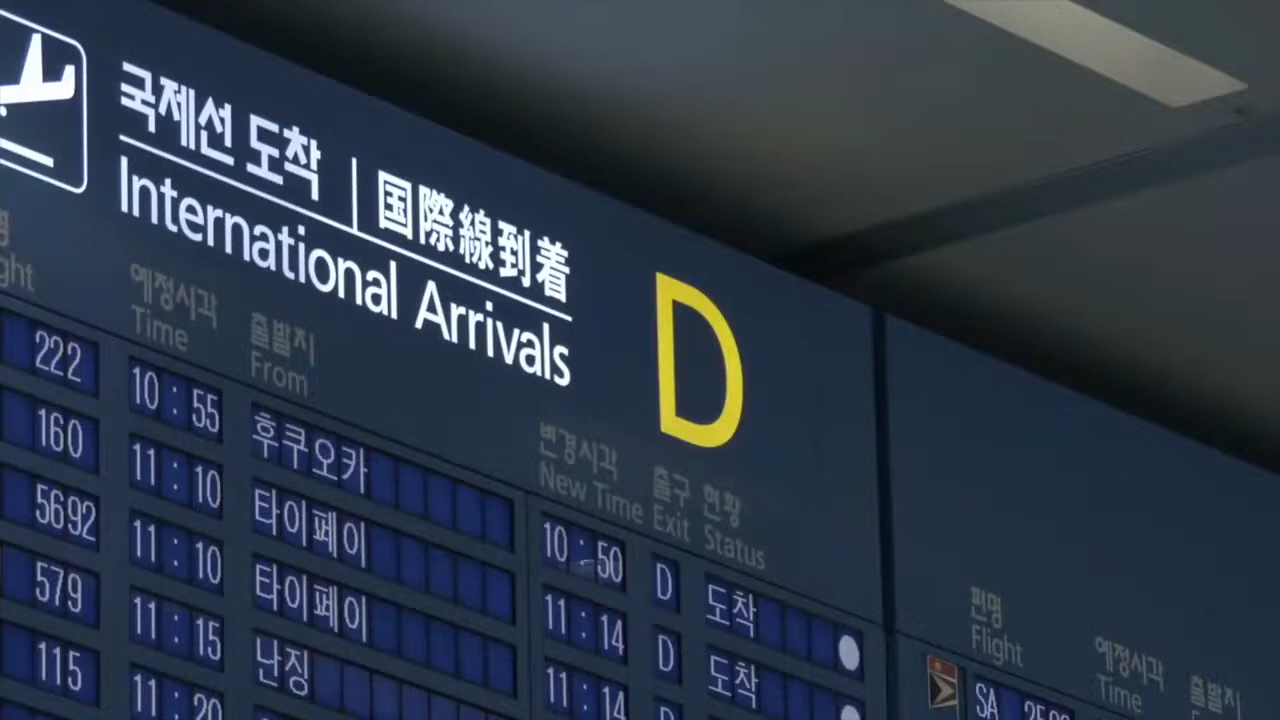 국제선 도착 | 国際線到着
International Arrivals
D
예정시각 출발지 변경시각 출구 현황
Time From New Time Exit Status
222 10:55 후쿠오카 10:50 D 도착
160 11:10 타이페이 11:14 D 도착
5692 11:10 타이페이 11:14
579 11:15 난징
115 11:20
편명 예정시각 출발지
Flight Time
SA